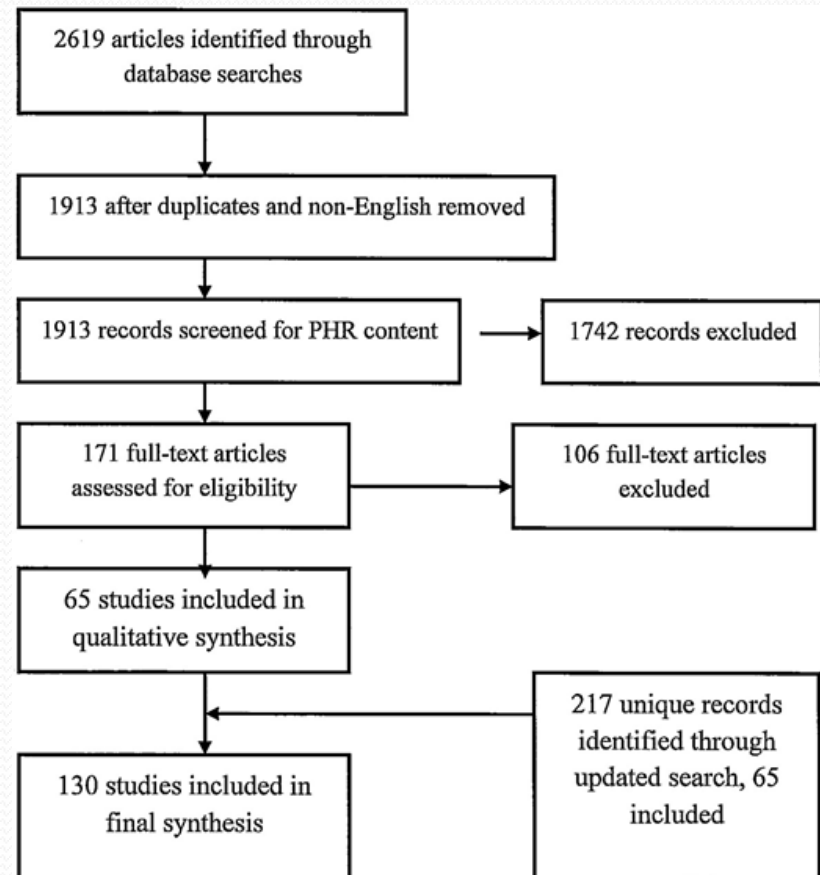 2619 articles identified through
database searches
1913 after duplicates and non-English removed
1913 records screened for PHR content
1742 records excluded
171 full-text articles
assessed for eligibility
106 full-text articles
excluded
65 studies included in
qualitative synthesis
217 unique records
identified through
updated search, 65
included
130 studies included in
final synthesis